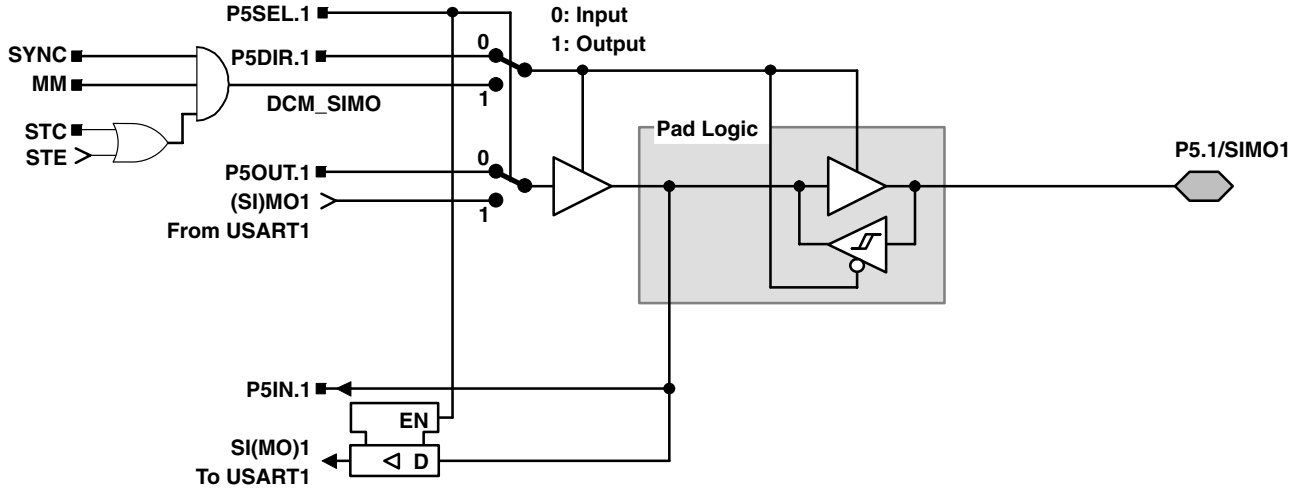 P5SEL.1
0: Input
1: Output
SYNC
P5DIR.1
0
MM
1
DCM_SIMO
STC
STE
Pad Logic
P5.1/SIMO1
P5OUT.1
0
(SI)MO1
1
From USART1
P5IN.1
EN
SI(MO)1
D
To USART1